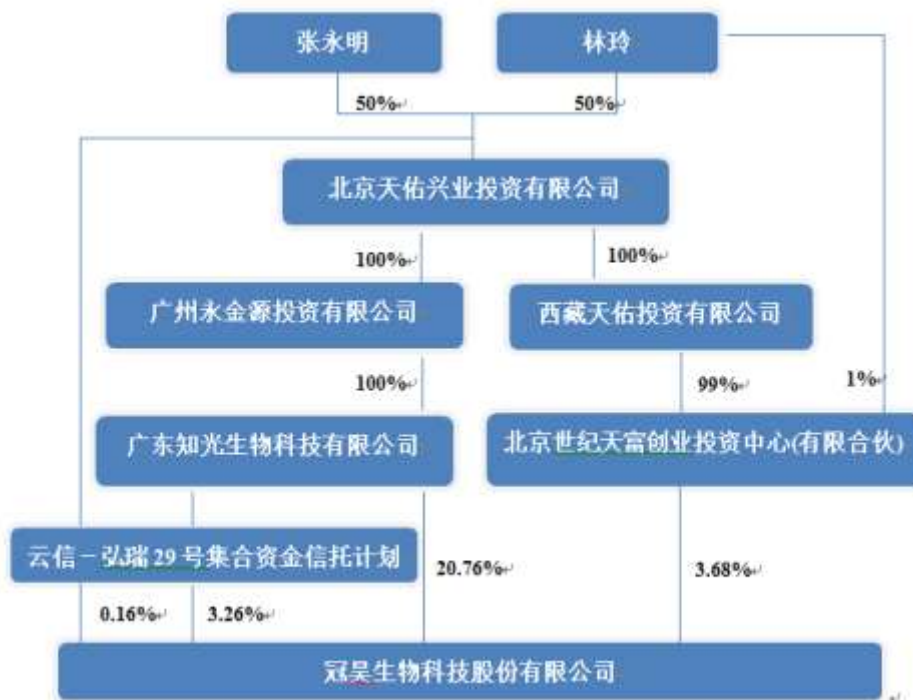 张永明
林玲
50%
50%
北京天佑兴业投资有限公司
100%
100%
广州永金源投资有限公司
西藏天佑投资有限公司
100%
99%
1%
广东知光生物科技有限公司
北京世纪天富创业投资中心(有限合伙)
云信－弘瑞29号集合资金信托计划
20.76%
3.68%
0.16%
3.26%
冠昊生物科技股份有限公司